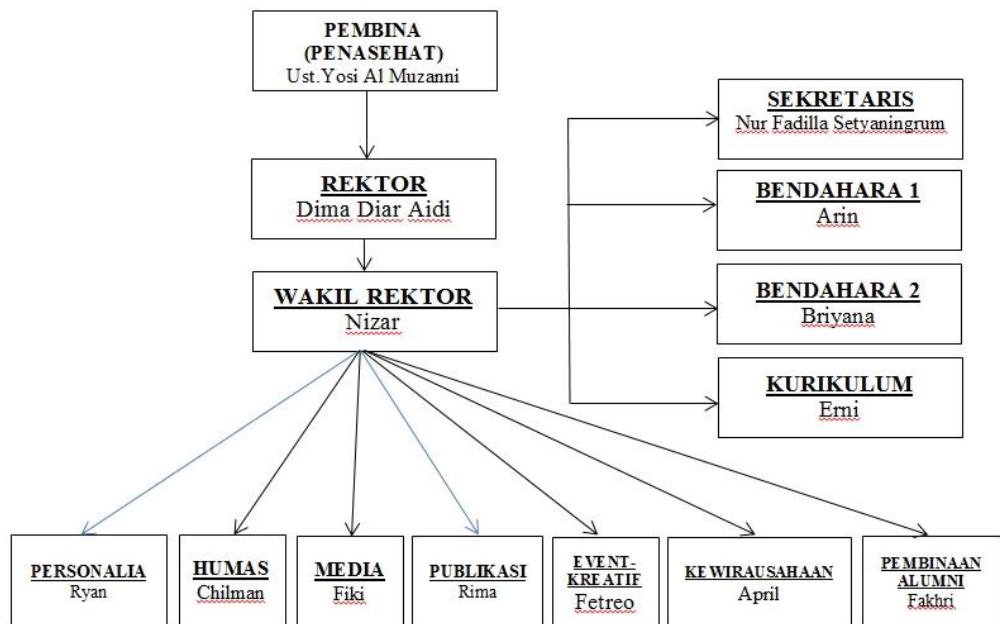 PEMBINA
(PENASEHAT)
Ust.Yosi Al Muzanni
REKTOR
Dima Diar Aidi
WAKIL REKTOR
Nizar
SEKRETARIS
Nur Fadilla Setyaningrum
BENDAHARA 1
Arin
BENDAHARA 2
Briyana
KURIKULUM
Erni
PERSONALIA
Ryan
HUMAS
Chilman
MEDIA
Fiki
PUBLIKASI
Rima
EVENT-
KREATIF
Fetreo
KEWIRAUSAHAAN
April
PEMBINAAN
ALUMNI
Fakhri